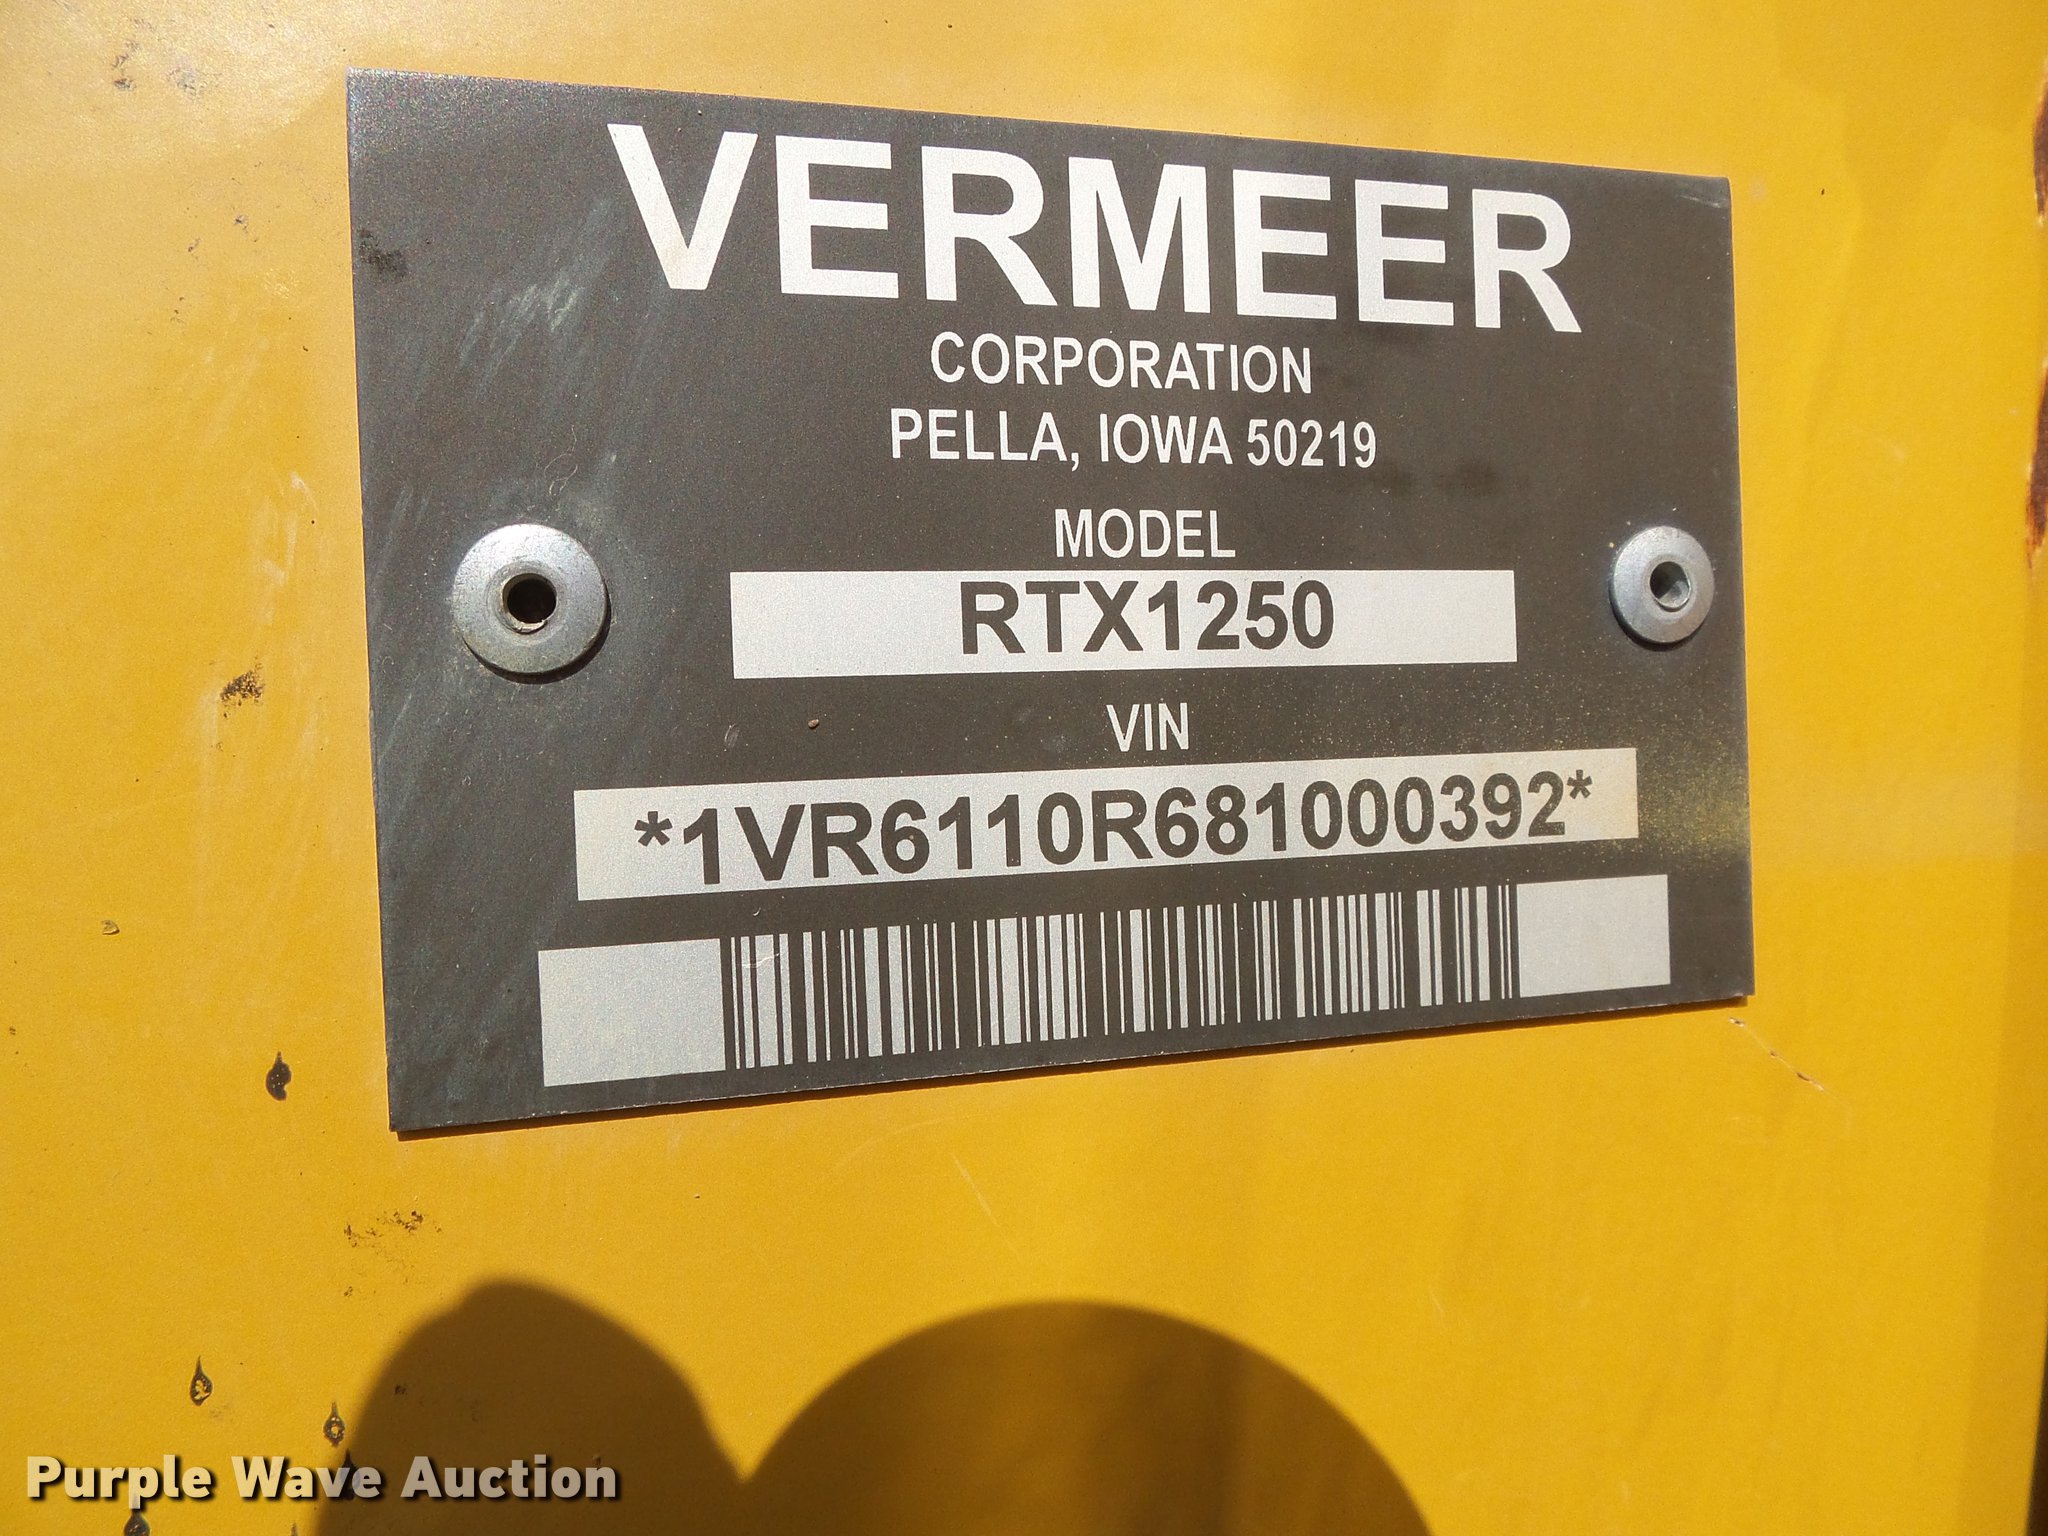 VERMEER
CORPORATION
PELLA, IOWA 50219
MODEL
RTX1250
VIN
*1VR6110R681000392*
Purple Wave Auction